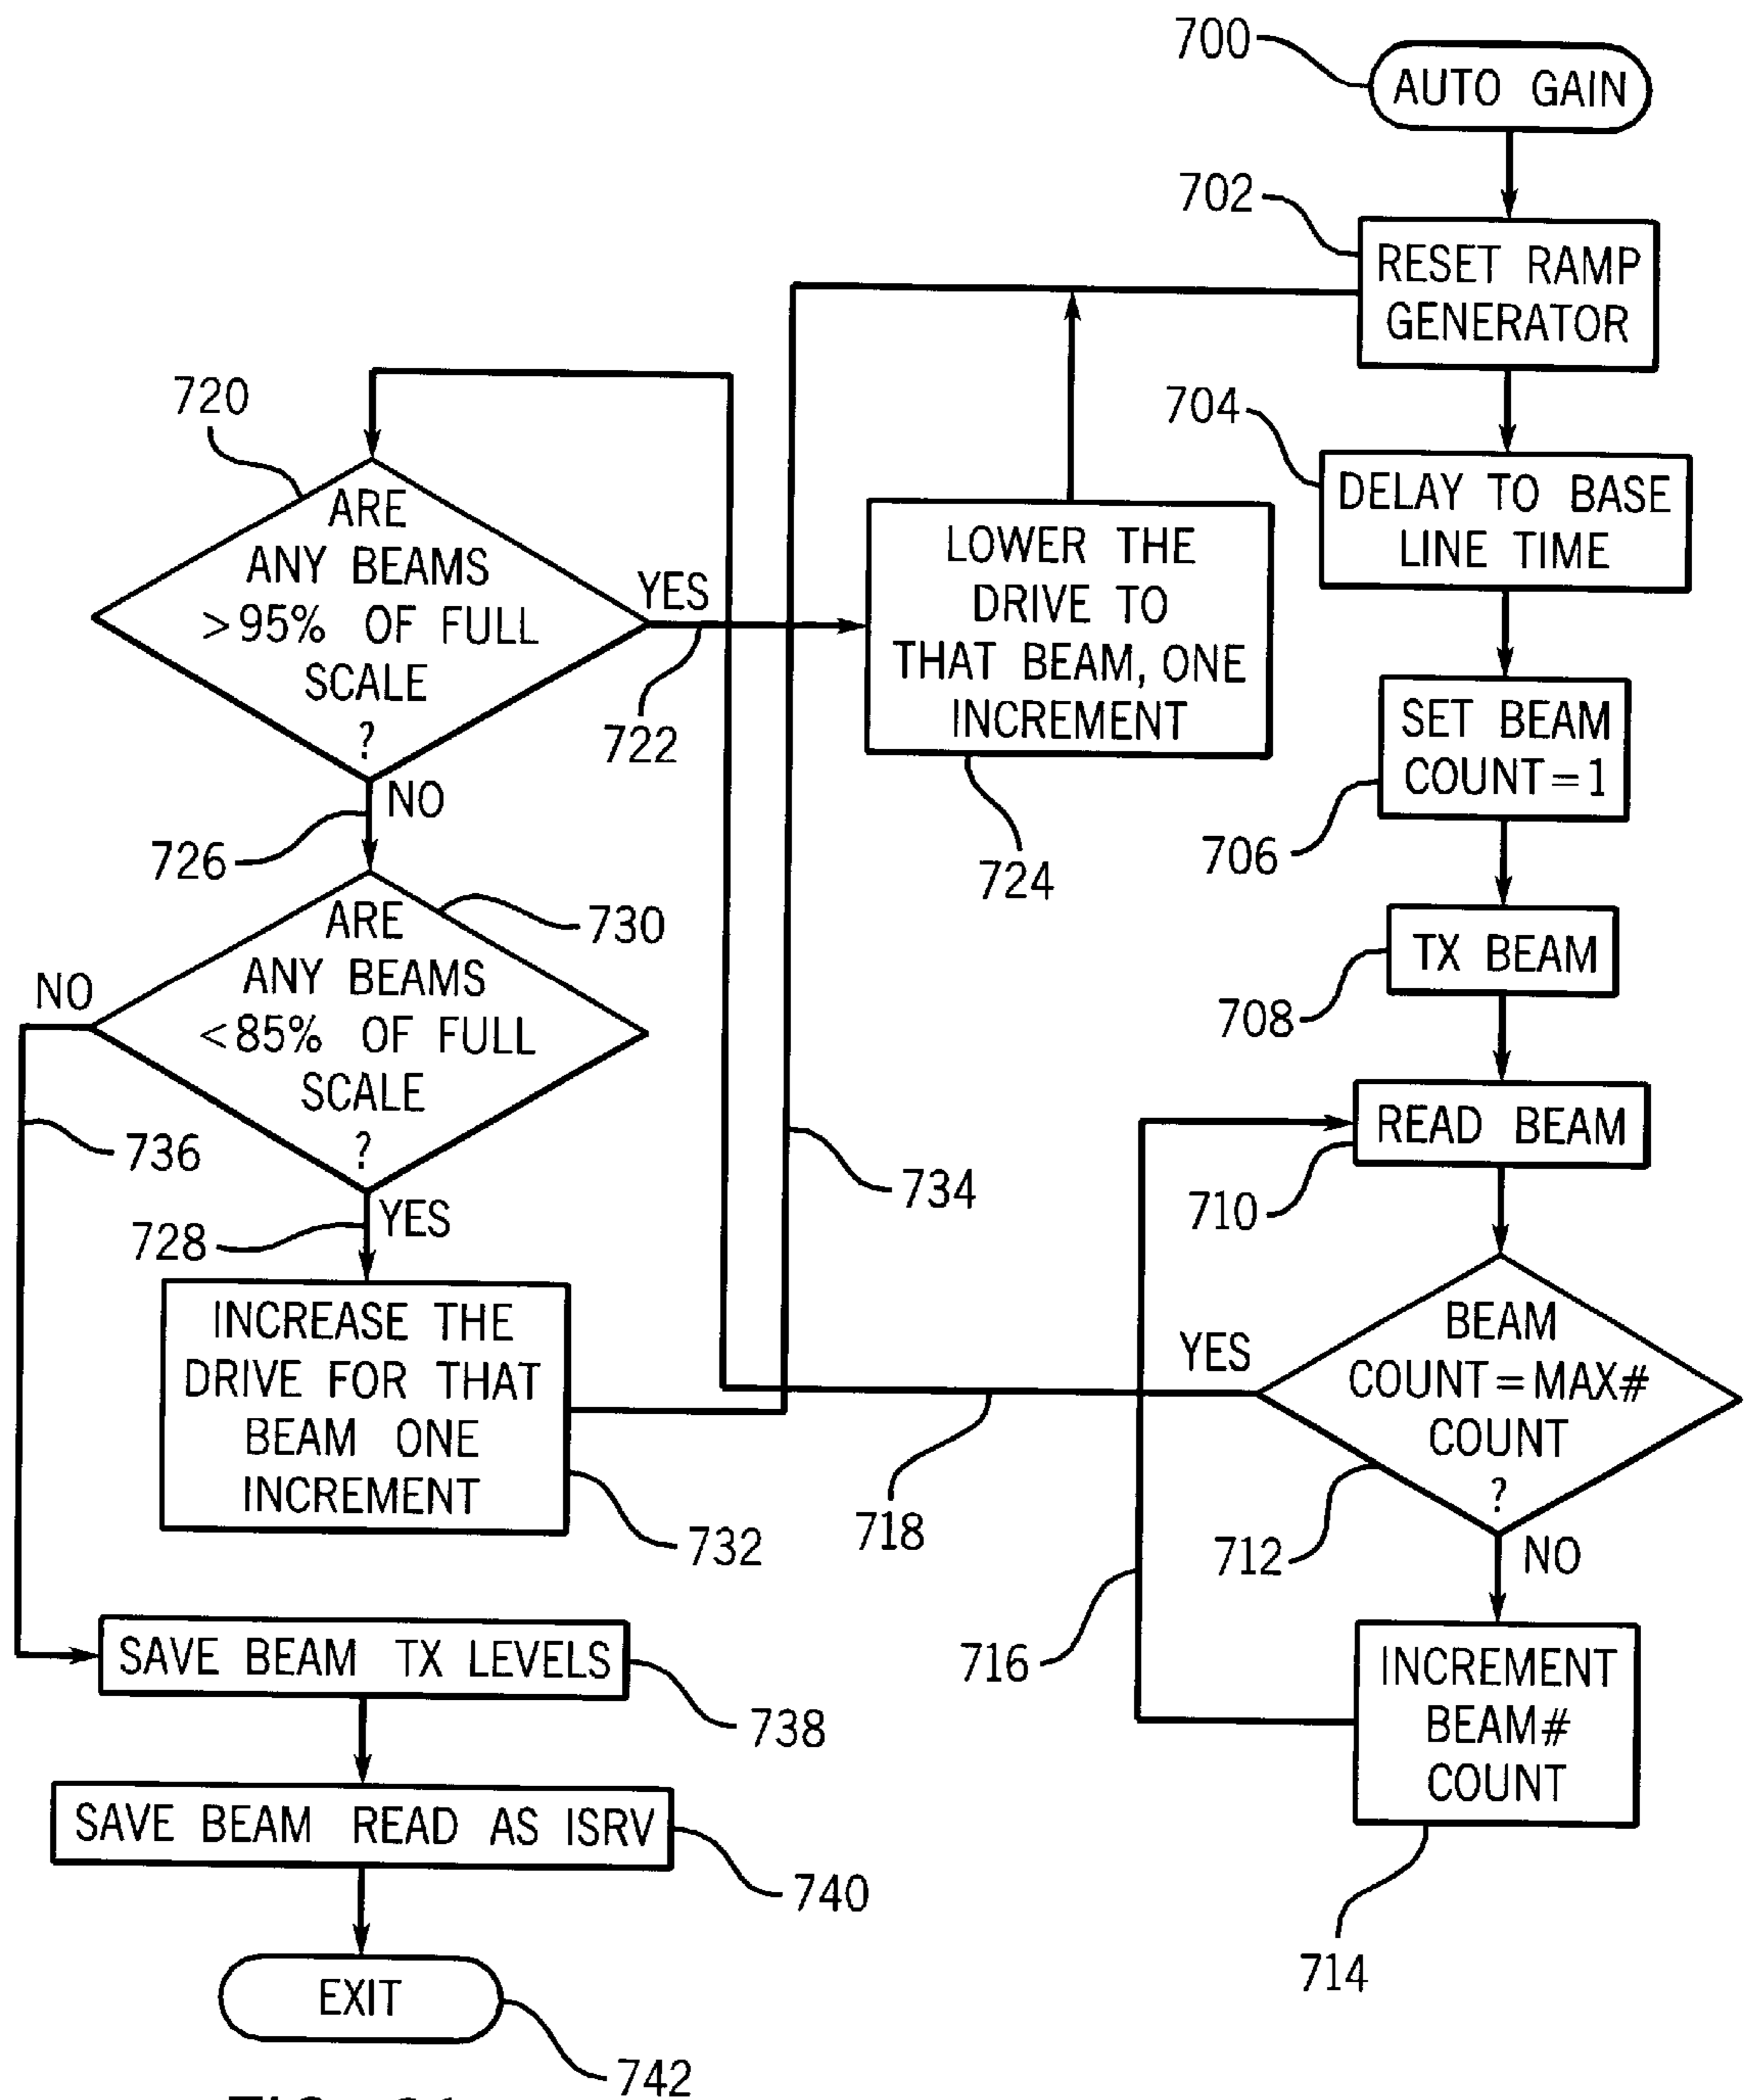 700
AUTO GAIN
702
RESET RAMP
GENERATOR
704
DELAY TO BASE
LINE TIME
706
SET BEAM
COUNT=1
708
TX BEAM
710
READ BEAM
712
BEAM
COUNT=MAX#
COUNT
?
YES
718
NO
714
INCREMENT
BEAM#
COUNT
716
720
ARE
ANY BEAMS
>95% OF FULL
SCALE
?
YES
722
724
LOWER THE
DRIVE TO
THAT BEAM, ONE
INCREMENT
NO
726
730
ARE
ANY BEAMS
<85% OF FULL
SCALE
?
NO
736
YES
728
734
INCREASE THE
DRIVE FOR THAT
BEAM ONE
INCREMENT
732
SAVE BEAM TX LEVELS
738
SAVE BEAM READ AS ISRV
740
EXIT
742